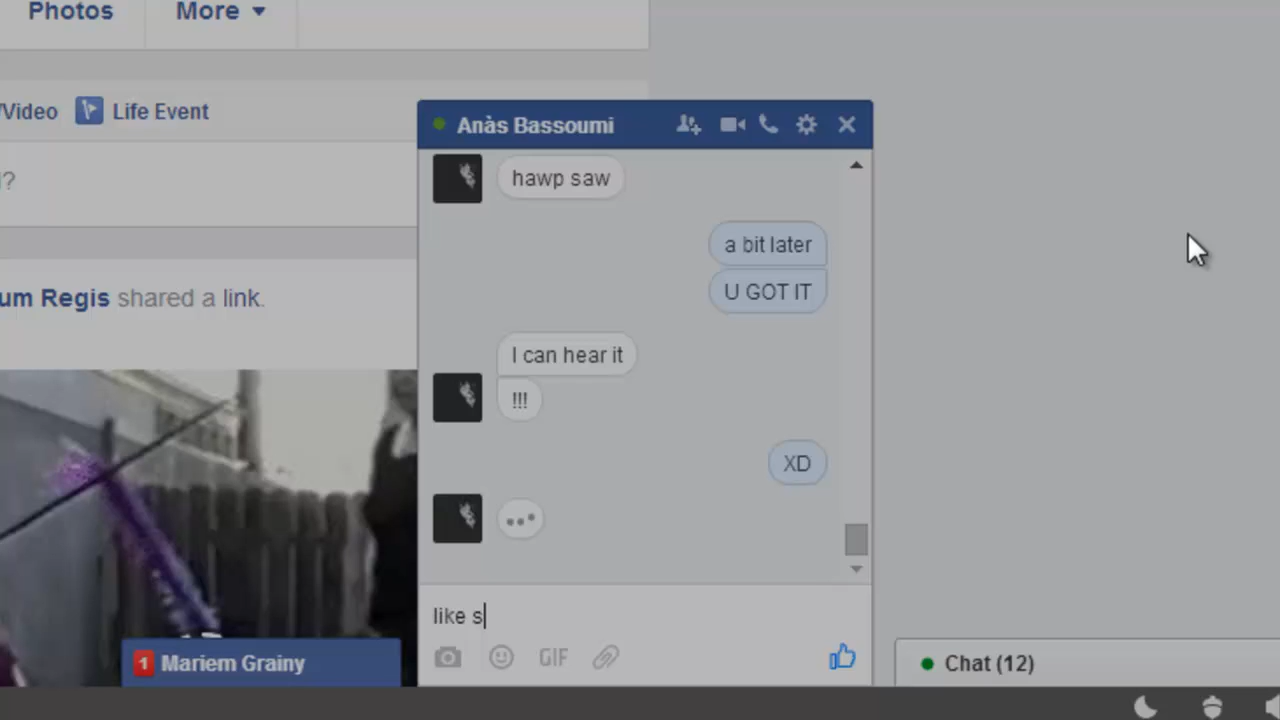 Photos
More
/Video
Life Event
?
um Regis shared a link.
Anàs Bassoumi
hawp saw
a bit later
U GOT IT
I can hear it
!!!
XD
like s
GIF
1 Mariem Grainy
Chat (12)